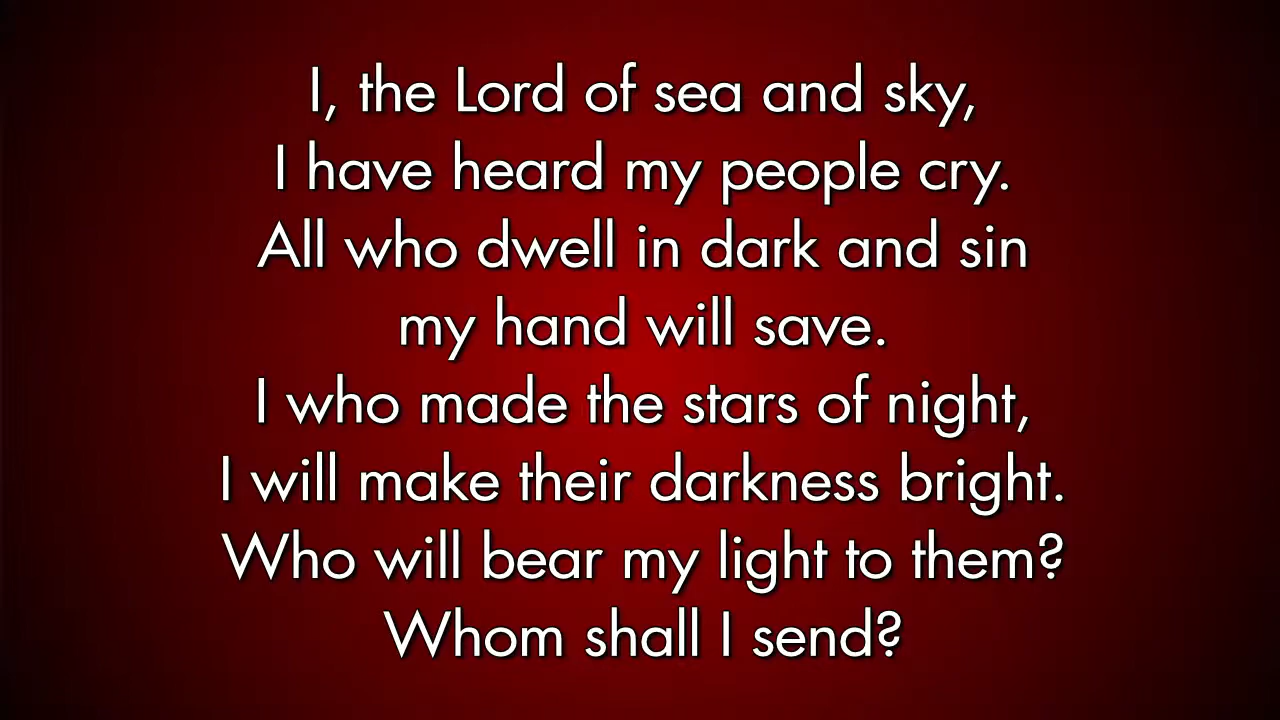 I, the Lord of sea and sky,
I have heard my people cry.
All who dwell in dark and sin
my hand will save.
I who made the stars of night,
I will make their darkness bright.
Who will bear my light to them?
Whom shall I send?